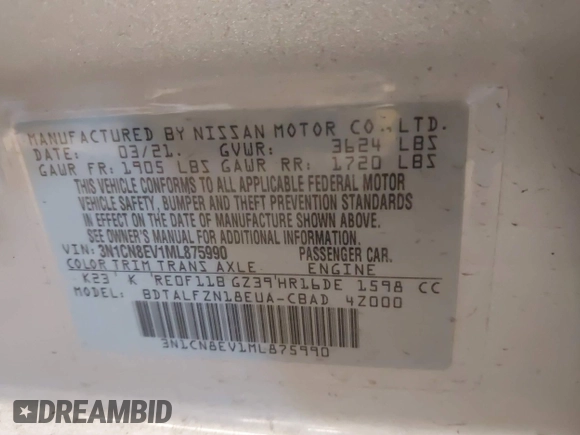 MANUFACTURED BY NISSAN MOTOR CO., LTD.
DATE: 03/21. GVWR: 3624 LBS
GAWR FR: 1905 LBS GAWR RR: 1720 LBS
THIS VEHICLE CONFORMS TO ALL APPLICABLE FEDERAL MOTOR
VEHICLE SAFETY, BUMPER AND THEFT PREVENTION STANDARDS
IN EFFECT ON THE DATE OF MANUFACTURE SHOWN ABOVE.
SEE OWNER'S MANUAL FOR ADDITIONAL INFORMATION
VIN: 3N1CN8EV1ML875990 PASSENGER CAR.
COLOR TRIM TRANS AXLE ENGINE
K23 K RE0F11B GZ39 HR16DE 1598 CC
MODEL: BDTALFZN18EUA-CBAD 4Z000
3N1CN8EV1ML875990
DREAMBID